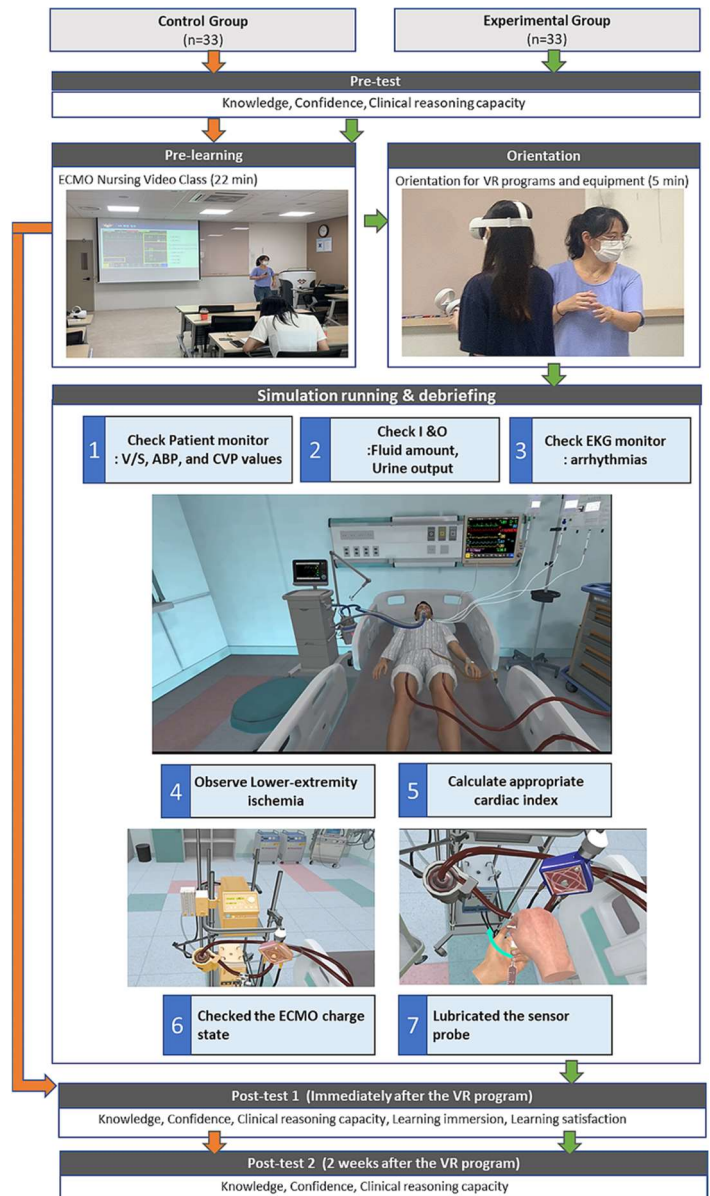 Control Group
(n=33)
Experimental Group
(n=33)
Pre-test
Knowledge, Confidence, Clinical reasoning capacity
Pre-learning
ECMO Nursing Video Class (22 min)
Orientation
Orientation for VR programs and equipment (5 min)
Simulation running & debriefing
1
Check Patient monitor
: V/S, ABP, and CVP values
2
Check I &O
:Fluid amount,
Urine output
3
Check EKG monitor
: arrhythmias
4
Observe Lower-extremity
ischemia
5
Calculate appropriate
cardiac index
6
Checked the ECMO charge
state
7
Lubricated the sensor
probe
Post-test 1 (Immediately after the VR program)
Knowledge, Confidence, Clinical reasoning capacity, Learning immersion, Learning satisfaction
Post-test 2 (2 weeks after the VR program)
Knowledge, Confidence, Clinical reasoning capacity